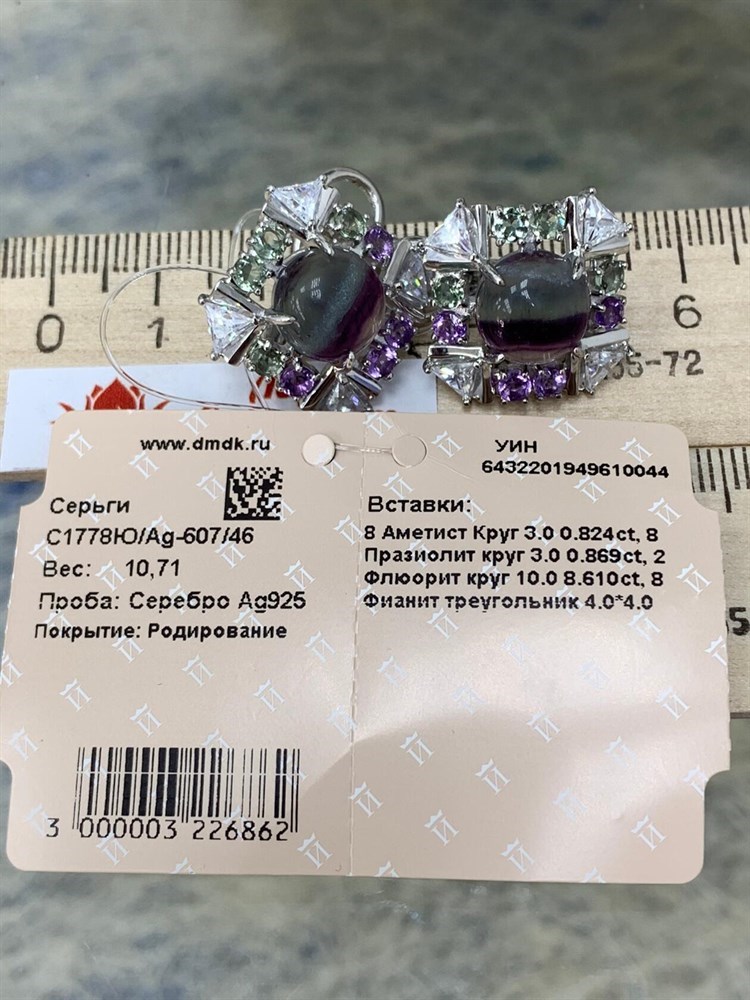 0 1 6
-72
www.dmdk.ru
УИН
6432201949610044
Серьги
С1778Ю/Ag-607/46
Вес: 10,71
Проба: Серебро Ag925
Покрытие: Родирование
Вставки:
8 Аметист Круг 3.0 0.824ct, 8
Празиолит круг 3.0 0.869ct, 2
Флюорит круг 10.0 8.610ct, 8
Фианит треугольник 4.0*4.0
3 000003 226862